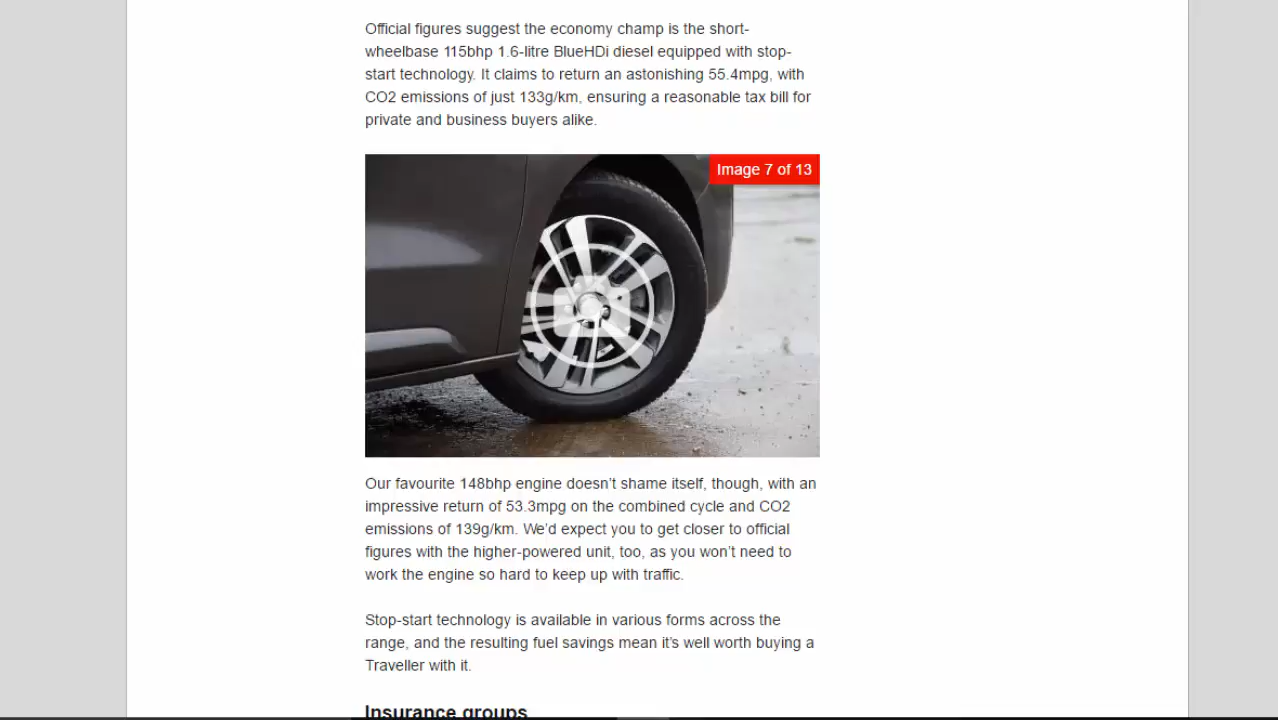 Official figures suggest the economy champ is the short-
wheelbase 115bhp 1.6-litre BlueHDi diesel equipped with stop-
start technology. It claims to return an astonishing 55.4mpg, with
CO2 emissions of just 133g/km, ensuring a reasonable tax bill for
private and business buyers alike.
Image 7 of 13
Our favourite 148bhp engine doesn’t shame itself, though, with an
impressive return of 53.3mpg on the combined cycle and CO2
emissions of 139g/km. We’d expect you to get closer to official
figures with the higher-powered unit, too, as you won’t need to
work the engine so hard to keep up with traffic.
Stop-start technology is available in various forms across the
range, and the resulting fuel savings mean it’s well worth buying a
Traveller with it.
Insurance groups